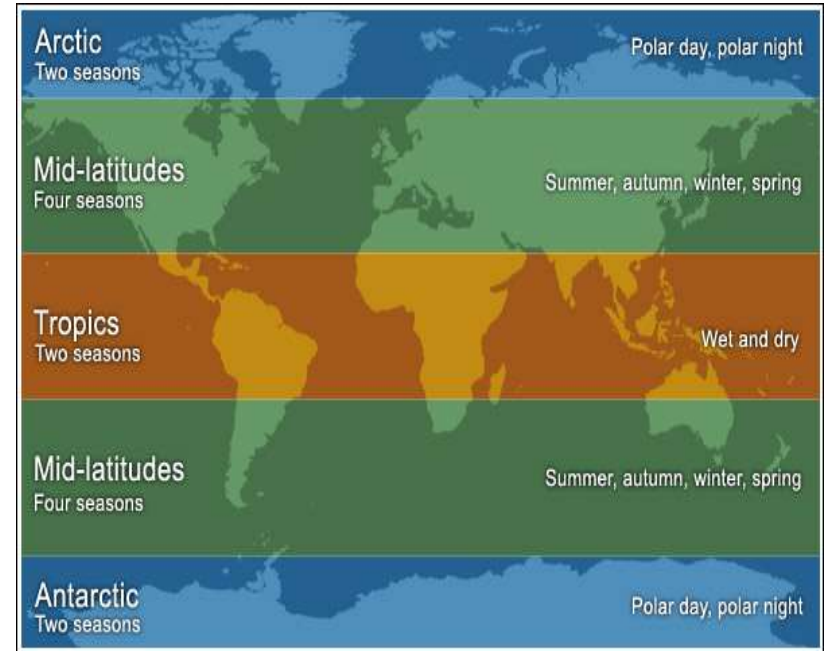 Arctic
Two seasons
Polar day, polar night
Mid-latitudes
Four seasons
Summer, autumn, winter, spring
Tropics
Two seasons
Wet and dry
Mid-latitudes
Four seasons
Summer, autumn, winter, spring
Antarctic
Two seasons
Polar day, polar night